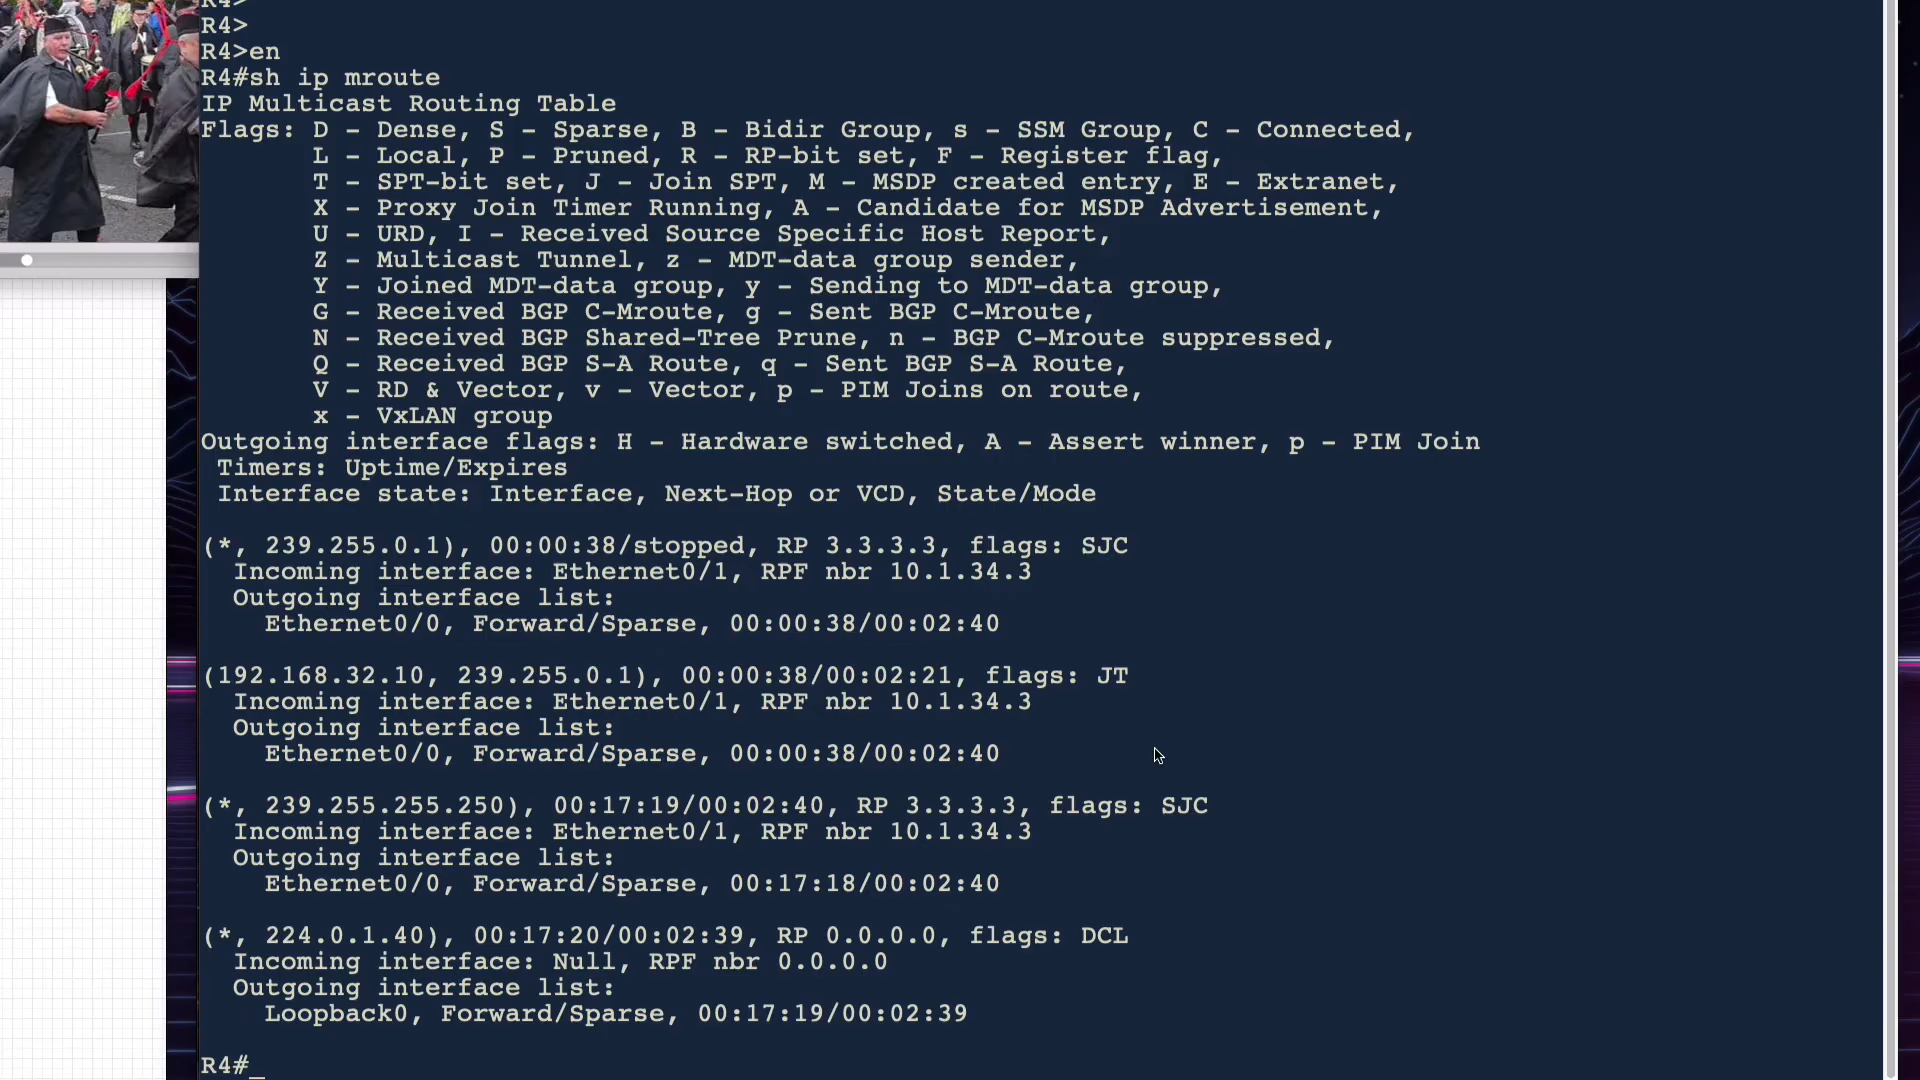 R4>
R4>
R4>en
R4#sh ip mroute
IP Multicast Routing Table
Flags: D - Dense, S - Sparse, B - Bidir Group, s - SSM Group, C - Connected,
       L - Local, P - Pruned, R - RP-bit set, F - Register flag,
       T - SPT-bit set, J - Join SPT, M - MSDP created entry, E - Extranet,
       X - Proxy Join Timer Running, A - Candidate for MSDP Advertisement,
       U - URD, I - Received Source Specific Host Report,
       Z - Multicast Tunnel, z - MDT-data group sender,
       Y - Joined MDT-data group, y - Sending to MDT-data group,
       G - Received BGP C-Mroute, g - Sent BGP C-Mroute,
       N - Received BGP Shared-Tree Prune, n - BGP C-Mroute suppressed,
       Q - Received BGP S-A Route, q - Sent BGP S-A Route,
       V - RD & Vector, v - Vector, p - PIM Joins on route,
       x - VxLAN group
Outgoing interface flags: H - Hardware switched, A - Assert winner, p - PIM Join
 Timers: Uptime/Expires
 Interface state: Interface, Next-Hop or VCD, State/Mode

(*, 239.255.0.1), 00:00:38/stopped, RP 3.3.3.3, flags: SJC
  Incoming interface: Ethernet0/1, RPF nbr 10.1.34.3
  Outgoing interface list:
    Ethernet0/0, Forward/Sparse, 00:00:38/00:02:40

(192.168.32.10, 239.255.0.1), 00:00:38/00:02:21, flags: JT
  Incoming interface: Ethernet0/1, RPF nbr 10.1.34.3
  Outgoing interface list:
    Ethernet0/0, Forward/Sparse, 00:00:38/00:02:40

(*, 239.255.255.250), 00:17:19/00:02:40, RP 3.3.3.3, flags: SJC
  Incoming interface: Ethernet0/1, RPF nbr 10.1.34.3
  Outgoing interface list:
    Ethernet0/0, Forward/Sparse, 00:17:18/00:02:40

(*, 224.0.1.40), 00:17:20/00:02:39, RP 0.0.0.0, flags: DCL
  Incoming interface: Null, RPF nbr 0.0.0.0
  Outgoing interface list:
    Loopback0, Forward/Sparse, 00:17:19/00:02:39

R4#_